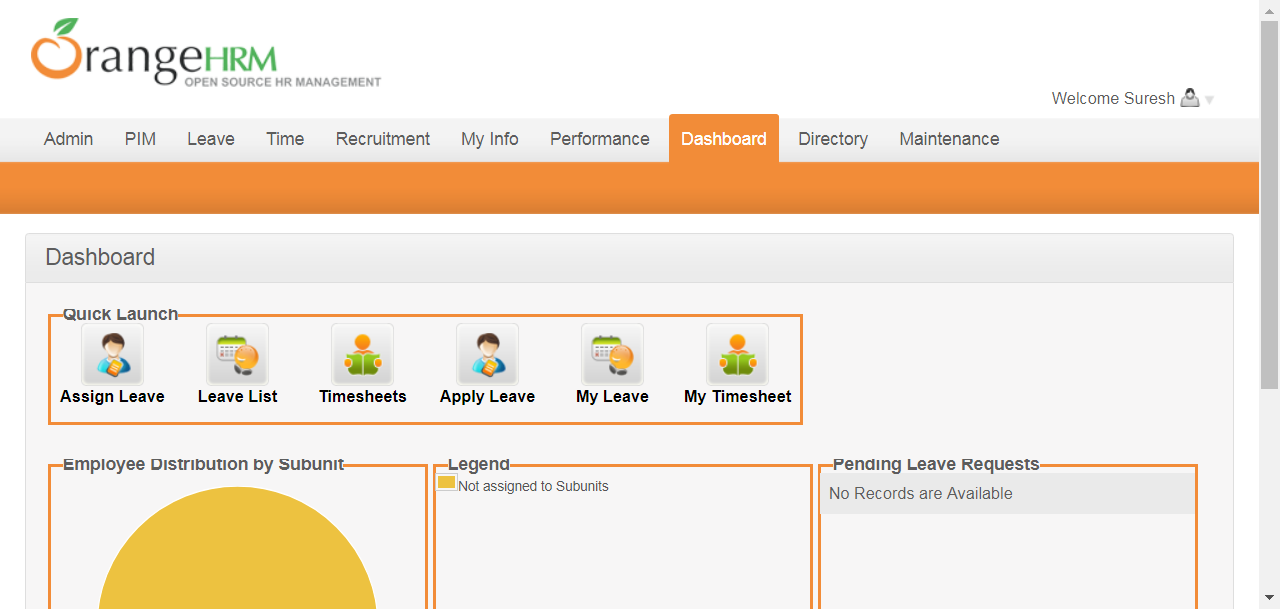 OrangeHRM
OPEN SOURCE HR MANAGEMENT
Welcome Suresh
Admin PIM Leave Time Recruitment My Info Performance Dashboard Directory Maintenance
Dashboard
Quick Launch
Assign Leave Leave List Timesheets Apply Leave My Leave My Timesheet
Employee Distribution by Subunit Legend Pending Leave Requests
Not assigned to Subunits
No Records are Available